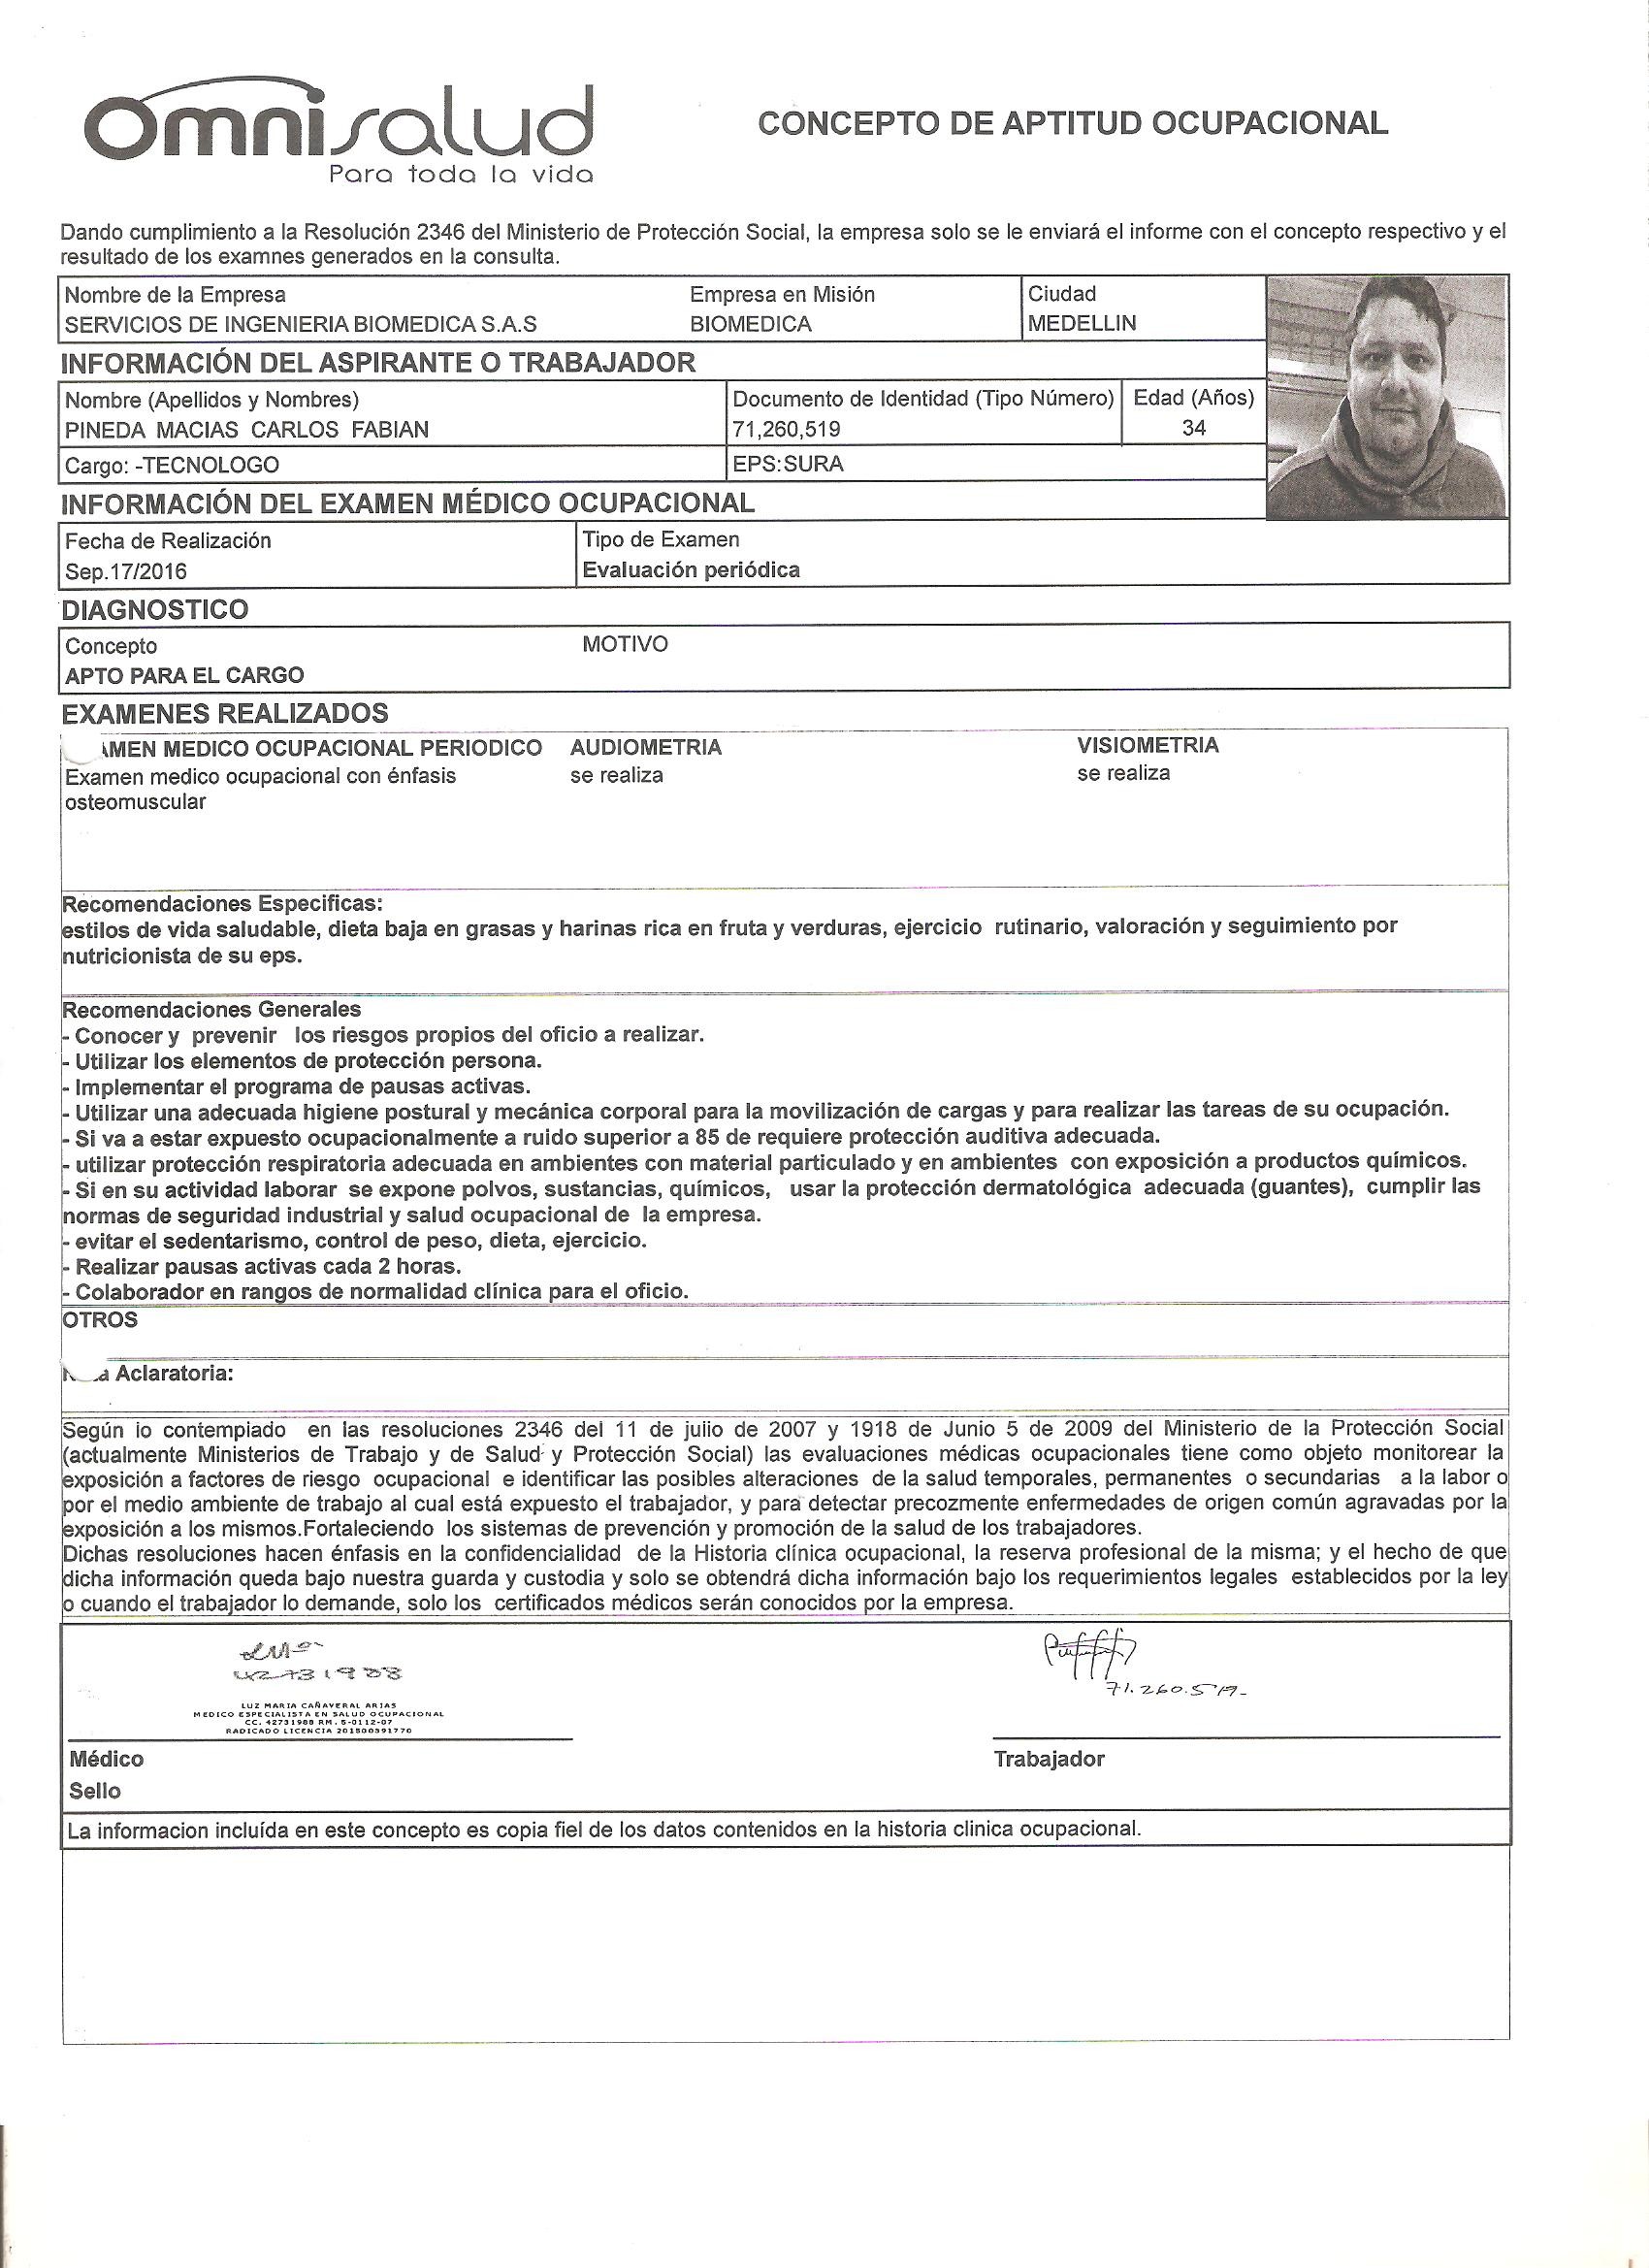 omnisalud
Para toda la vida
CONCEPTO DE APTITUD OCUPACIONAL
Dando cumplimiento a la Resolución 2346 del Ministerio de Protección Social, la empresa solo se le enviará el informe con el concepto respectivo y el
resultado de los examnes generados en la consulta.
Nombre de la Empresa Empresa en Misión Ciudad
SERVICIOS DE INGENIERIA BIOMEDICA S.A.S BIOMEDICA MEDELLIN
INFORMACIÓN DEL ASPIRANTE O TRABAJADOR
Nombre (Apellidos y Nombres) Documento de Identidad (Tipo Número) Edad (Años)
PINEDA MACIAS CARLOS FABIAN 71,260,519 34
Cargo: -TECNOLOGO EPS:SURA
INFORMACIÓN DEL EXAMEN MÉDICO OCUPACIONAL
Fecha de Realización Tipo de Examen
Sep.17/2016 Evaluación periódica
DIAGNOSTICO
Concepto MOTIVO
APTO PARA EL CARGO
EXAMENES REALIZADOS
AMEN MEDICO OCUPACIONAL PERIODICO AUDIOMETRIA VISIOMETRIA
Examen medico ocupacional con énfasis se realiza se realiza
osteomuscular
Recomendaciones Especificas:
estilos de vida saludable, dieta baja en grasas y harinas rica en fruta y verduras, ejercicio rutinario, valoración y seguimiento por
nutricionista de su eps.
Recomendaciones Generales
- Conocer y prevenir los riesgos propios del oficio a realizar.
- Utilizar los elementos de protección persona.
- Implementar el programa de pausas activas.
- Utilizar una adecuada higiene postural y mecánica corporal para la movilización de cargas y para realizar las tareas de su ocupación.
- Si va a estar expuesto ocupacionalmente a ruido superior a 85 de requiere protección auditiva adecuada.
- utilizar protección respiratoria adecuada en ambientes con material particulado y en ambientes con exposición a productos químicos.
- Si en su actividad laborar se expone polvos, sustancias, químicos, usar la protección dermatológica adecuada (guantes), cumplir las
normas de seguridad industrial y salud ocupacional de la empresa.
- evitar el sedentarismo, control de peso, dieta, ejercicio.
- Realizar pausas activas cada 2 horas.
- Colaborador en rangos de normalidad clínica para el oficio.
OTROS
Aclaratoria:
Según lo contemplado en las resoluciones 2346 del 11 de julio de 2007 y 1918 de Junio 5 de 2009 del Ministerio de la Protección Social
(actualmente Ministerios de Trabajo y de Salud y Protección Social) las evaluaciones médicas ocupacionales tiene como objeto monitorear la
exposición a factores de riesgo ocupacional e identificar las posibles alteraciones de la salud temporales, permanentes o secundarias a la labor o
por el medio ambiente de trabajo al cual está expuesto el trabajador, y para detectar precozmente enfermedades de origen común agravadas por la
exposición a los mismos.Fortaleciendo los sistemas de prevención y promoción de la salud de los trabajadores.
Dichas resoluciones hacen énfasis en la confidencialidad de la Historia clínica ocupacional, la reserva profesional de la misma; y el hecho de que
dicha información queda bajo nuestra guarda y custodia y solo se obtendrá dicha información bajo los requerimientos legales establecidos por la ley
o cuando el trabajador lo demande, solo los certificados médicos serán conocidos por la empresa.
42731988
71.260.519-
LUZ MARIA CAÑAVERAL ARIAS
MEDICO ESPECIALISTA EN SALUD OCUPACIONAL
CC. 42731988 RM. 5-0112-07
RADICADO LICENCIA 201500391770
Médico Trabajador
Sello
La informacion incluída en este concepto es copia fiel de los datos contenidos en la historia clinica ocupacional.